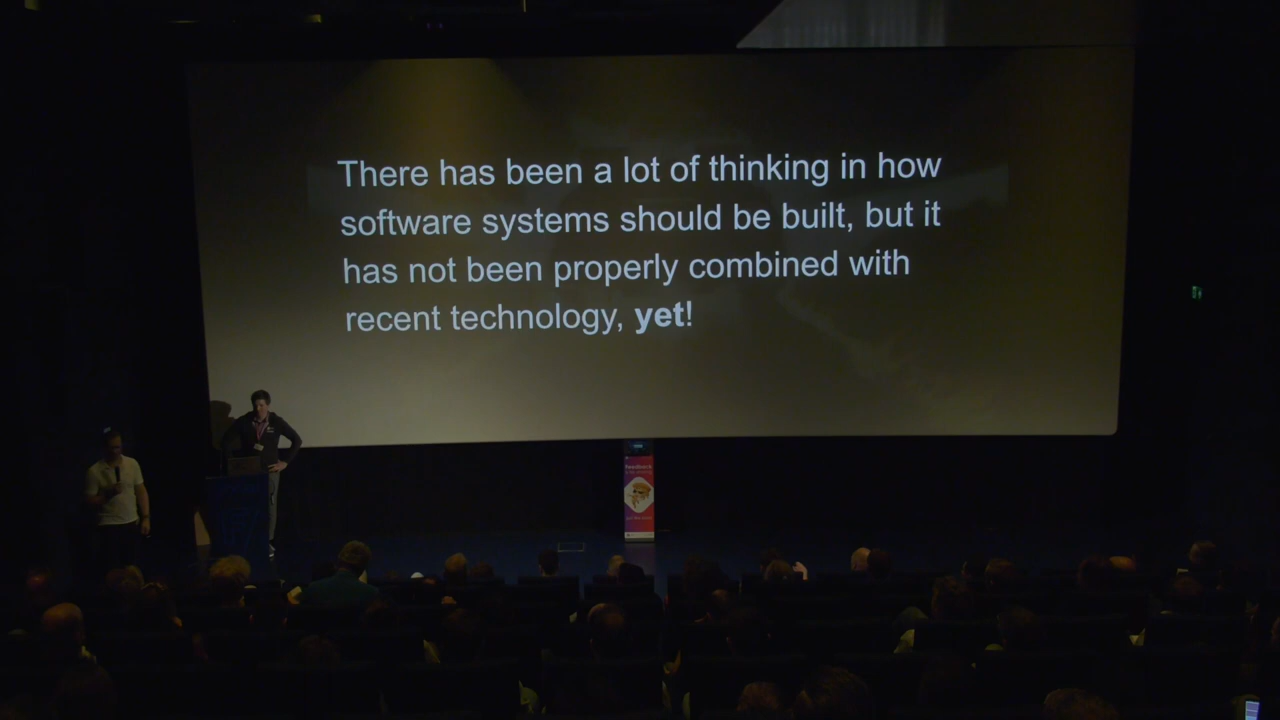 There has been a lot of thinking in how
software systems should be built, but it
has not been properly combined with
recent technology, yet!
feedback